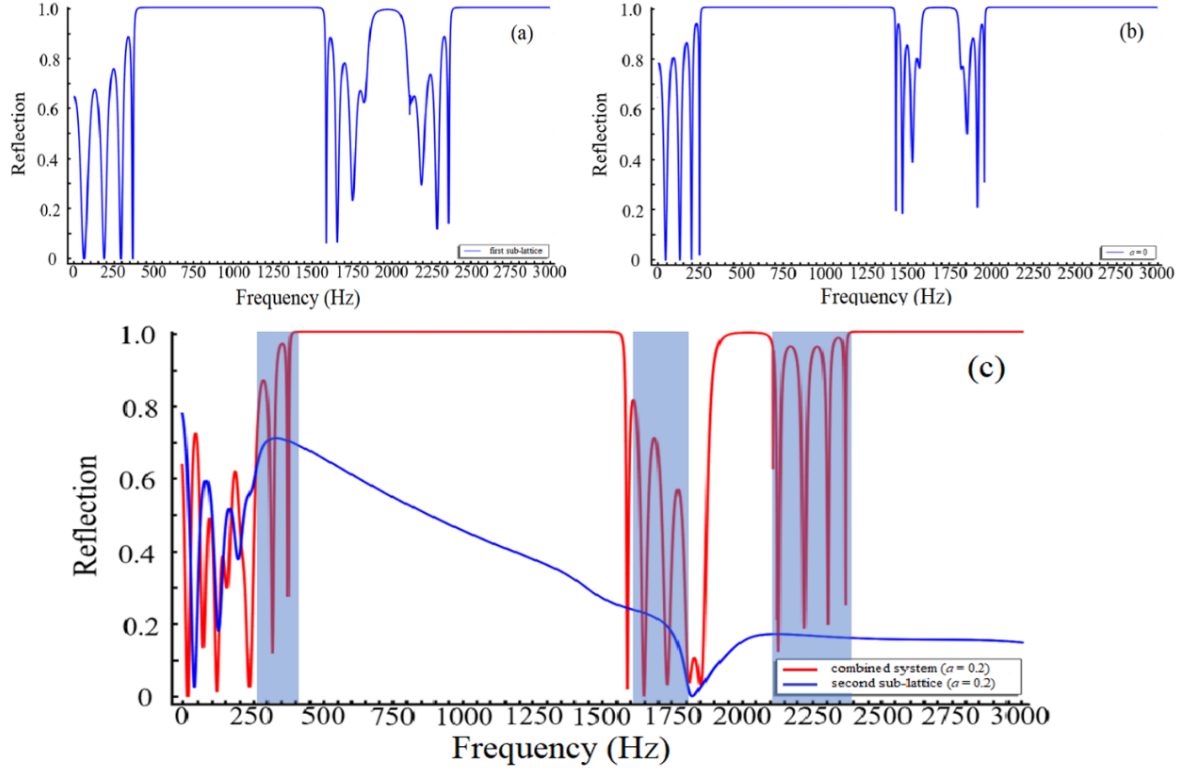 (a)
1.0
0.8
0.6
0.4
0.2
0
Reflection
0 250 500 750 1000 1250 1500 1750 2000 2250 2500 2750 3000
Frequency (Hz)
first sub-lattice
(b)
1.0
0.8
0.6
0.4
0.2
0
Reflection
0 250 500 750 1000 1250 1500 1750 2000 2250 2500 2750 3000
Frequency (Hz)
a = 0
(c)
1.0
0.8
0.6
0.4
0.2
0
Reflection
0 250 500 750 1000 1250 1500 1750 2000 2250 2500 2750 3000
Frequency (Hz)
combined system (a = 0.2)
second sub-lattice (a = 0.2)